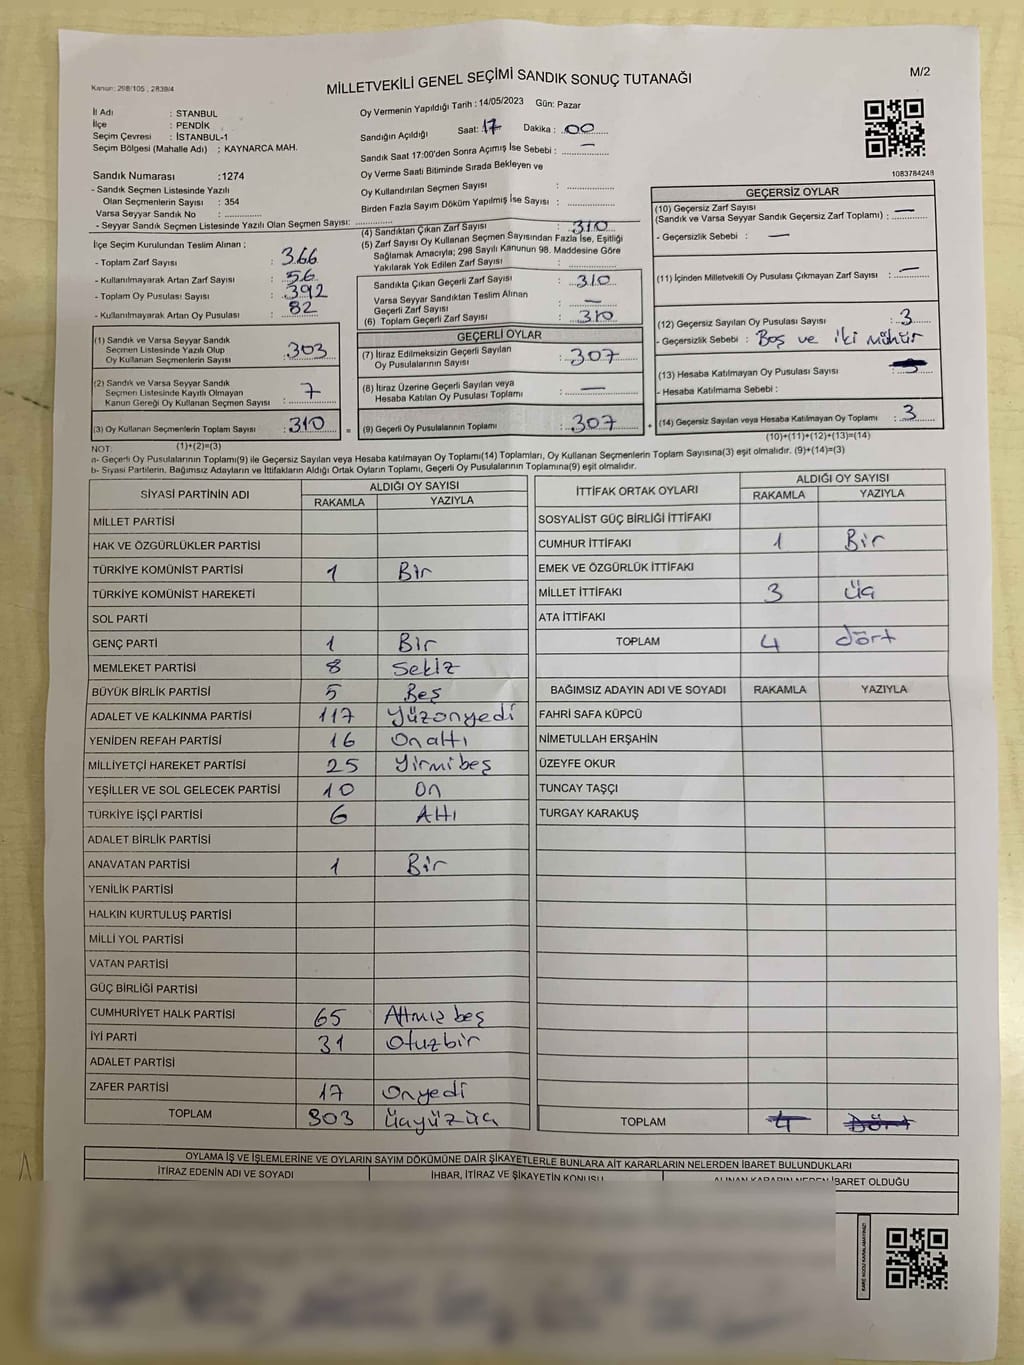 Kanun: 298/105 , 2839/4
MİLLETVEKİLİ GENEL SEÇİMİ SANDIK SONUÇ TUTANAĞI
M/2
İl Adı : STANBUL
İlçe : PENDİK
Seçim Çevresi : İSTANBUL-1
Seçim Bölgesi (Mahalle Adı) : KAYNARCA MAH.
Sandık Numarası :1274
- Sandık Seçmen Listesinde Yazılı
Olan Seçmenlerin Sayısı : 354
Varsa Seyyar Sandık No :
- Seyyar Sandık Seçmen Listesinde Yazılı Olan Seçmen Sayısı:
İlçe Seçim Kurulundan Teslim Alınan ;
- Toplam Zarf Sayısı : 366
- Kullanılmayarak Artan Zarf Sayısı : 56
- Toplam Oy Pusulası Sayısı : 392
- Kullanılmayarak Artan Oy Pusulası : 82
Oy Vermenin Yapıldığı Tarih : 14/05/2023 Gün: Pazar
Sandığın Açıldığı Saat: 17 Dakika : 00
Sandık Saat 17:00'den Sonra Açımış İse Sebebi : —
Oy Verme Saati Bitiminde Sırada Bekleyen ve
Oy Kullandırılan Seçmen Sayısı :
Birden Fazla Sayım Döküm Yapılmış İse Sayısı :
(4) Sandıktan Çıkan Zarf Sayısı : 310
(5) Zarf Sayısı Oy Kullanan Seçmen Sayısından Fazla İse, Eşitliği
Sağlamak Amacıyla; 298 Sayılı Kanunun 98. Maddesine Göre
Yakılarak Yok Edilen Zarf Sayısı :
Sandıkta Çıkan Geçerli Zarf Sayısı : 310
Varsa Seyyar Sandıktan Teslim Alınan
Geçerli Zarf Sayısı : —
(6) Toplam Geçerli Zarf Sayısı : 310
1083784248
GEÇERSİZ OYLAR
(10) Geçersiz Zarf Sayısı
(Sandık ve Varsa Seyyar Sandık Geçersiz Zarf Toplamı) : —
- Geçersizlik Sebebi : —
(11) İçinden Milletvekili Oy Pusulası Çıkmayan Zarf Sayısı : —
(12) Geçersiz Sayılan Oy Pusulası Sayısı : 3
- Geçersizlik Sebebi : Boş ve iki mühür
(13) Hesaba Katılmayan Oy Pusulası Sayısı :
- Hesaba Katılmama Sebebi :
(14) Geçersiz Sayılan veya Hesaba Katılmayan Oy Toplamı : 3
(10)+(11)+(12)+(13)=(14)
(1) Sandık ve Varsa Seyyar Sandık
Seçmen Listesinde Yazılı Olup
Oy Kullanan Seçmenlerin Sayısı : 303
(2) Sandık ve Varsa Seyyar Sandık
Seçmen Listesinde Kayıtlı Olmayan
Kanun Gereği Oy Kullanan Seçmen Sayısı : 7
(3) Oy Kullanan Seçmenlerin Toplam Sayısı : 310
(1)+(2)=(3)
GEÇERLİ OYLAR
(7) İtiraz Edilmeksizin Geçerli Sayılan
Oy Pusulalarının Sayısı : 307
(8) İtiraz Üzerine Geçerli Sayılan veya
Hesaba Katılan Oy Pusulaları Toplamı : —
= (9) Geçerli Oy Pusulalarının Toplamı : 307 +
NOT:
a- Geçerli Oy Pusulalarının Toplamı(9) ile Geçersiz Sayılan veya Hesaba Katılmayan Oy Toplamı(14) Toplamları, Oy Kullanan Seçmenlerin Toplam Sayısına(3) eşit olmalıdır. (9)+(14)=(3)
b- Siyasi Partilerin, Bağımsız Adayların ve İttifakların Aldığı Ortak Oyların Toplamı, Geçerli Oy Pusulalarının Toplamına(9) eşit olmalıdır.
SİYASİ PARTİNİN ADI ALDIĞI OY SAYISI
RAKAMLA YAZIYLA
MİLLET PARTİSİ
HAK VE ÖZGÜRLÜKLER PARTİSİ
TÜRKİYE KOMÜNİST PARTİSİ 1 Bir
TÜRKİYE KOMÜNİST HAREKETİ
SOL PARTİ
GENÇ PARTİ 1 Bir
MEMLEKET PARTİSİ 8 Sekiz
BÜYÜK BİRLİK PARTİSİ 5 Beş
ADALET VE KALKINMA PARTİSİ 117 Yüzonyedi
YENİDEN REFAH PARTİSİ 16 Onaltı
MİLLİYETÇİ HAREKET PARTİSİ 25 Yirmibeş
YEŞİLLER VE SOL GELECEK PARTİSİ 10 On
TÜRKİYE İŞÇİ PARTİSİ 6 Altı
ADALET BİRLİK PARTİSİ
ANAVATAN PARTİSİ 1 Bir
YENİLİK PARTİSİ
HALKIN KURTULUŞ PARTİSİ
MİLLİ YOL PARTİSİ
VATAN PARTİSİ
GÜÇ BİRLİĞİ PARTİSİ
CUMHURİYET HALK PARTİSİ 65 Altmış beş
İYİ PARTİ 31 Otuzbir
ADALET PARTİSİ
ZAFER PARTİSİ 17 Onyedi
TOPLAM 303 Üçyüzüç
İTTİFAK ORTAK OYLARI ALDIĞI OY SAYISI
RAKAMLA YAZIYLA
SOSYALİST GÜÇ BİRLİĞİ İTTİFAKI
CUMHUR İTTİFAKI 1 Bir
EMEK VE ÖZGÜRLÜK İTTİFAKI
MİLLET İTTİFAKI 3 Üç
ATA İTTİFAKI
TOPLAM 4 dört
BAĞIMSIZ ADAYIN ADI VE SOYADI RAKAMLA YAZIYLA
FAHRİ SAFA KÜPCÜ
NİMETULLAH ERŞAHİN
ÜZEYFE OKUR
TUNCAY TAŞÇI
TURGAY KARAKUŞ
TOPLAM 4 Dört
OYLAMA İŞ VE İŞLEMLERİNE VE OYLARIN SAYIM DÖKÜMÜNE DAİR ŞİKAYETLERLE BUNLARA AİT KARARLARIN NELERDEN İBARET BULUNDUKLARI
İTİRAZ EDENİN ADI VE SOYADI İHBAR, İTİRAZ VE ŞİKAYETİN KONUSU ALINAN KARARIN NEDEN İBARET OLDUĞU